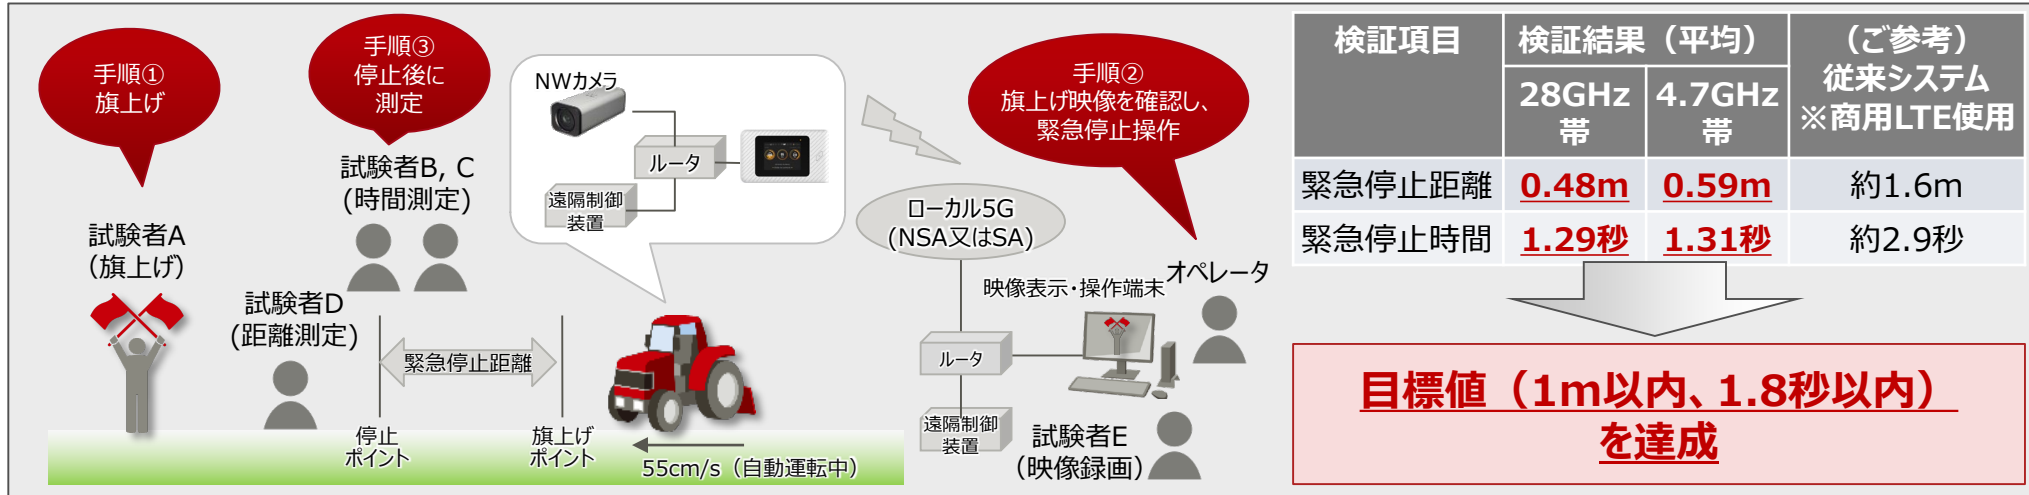 手順①
旗上げ
手順③
停止後に
測定
手順②
旗上げ映像を確認し、
緊急停止操作
NWカメラ
ルータ
遠隔制御
装置
試験者A
（旗上げ）
試験者B, C
(時間測定)
試験者D
(距離測定)
緊急停止距離
停止
ポイント
旗上げ
ポイント
55cm/s（自動運転中）
ローカル5G
(NSA又はSA)
映像表示・操作端末
オペレータ
ルータ
遠隔制御
装置
試験者E
（映像録画）
検証項目 検証結果（平均） （ご参考）
従来システム
※商用LTE使用
28GHz
帯
4.7GHz
帯
緊急停止距離 0.48m 0.59m 約1.6m
緊急停止時間 1.29秒 1.31秒 約2.9秒
目標値（1m以内、1.8秒以内）
を達成